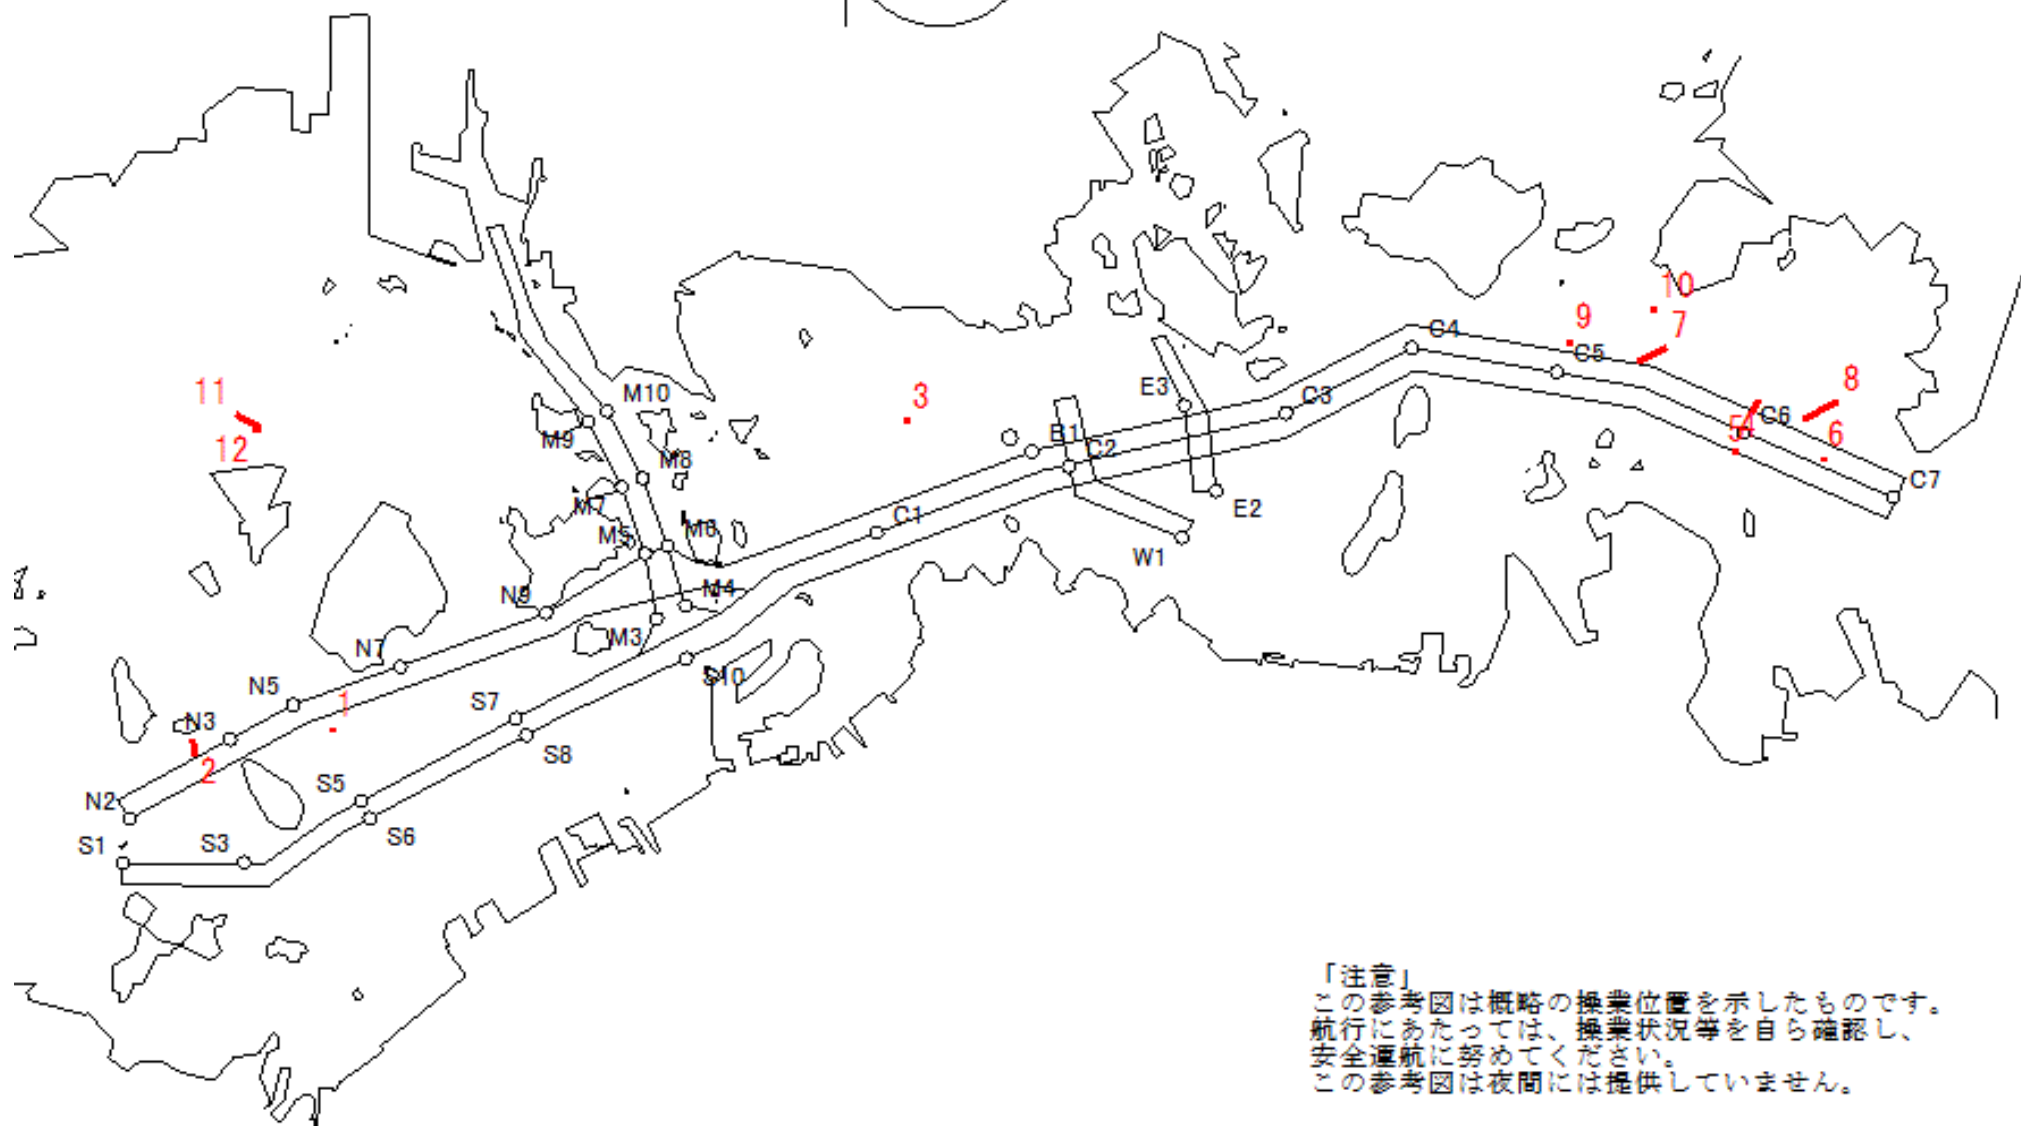 10
9
7
C4
C5
M10
11
3
E3
8
C3
C6
12
M9
B1
5
4
6
M8
C2
C7
M7
E2
M5
M6
C1
W1
N9
M4
N7
M3
N5
S10
1
N3
S7
2
S8
N2
S5
S1
S3
S6
「注意」
この参考図は概略の操業位置を示したものです。
航行にあたっては、操業状況等を自ら確認し、
安全運航に努めてください。
この参考図は夜間には提供していません。